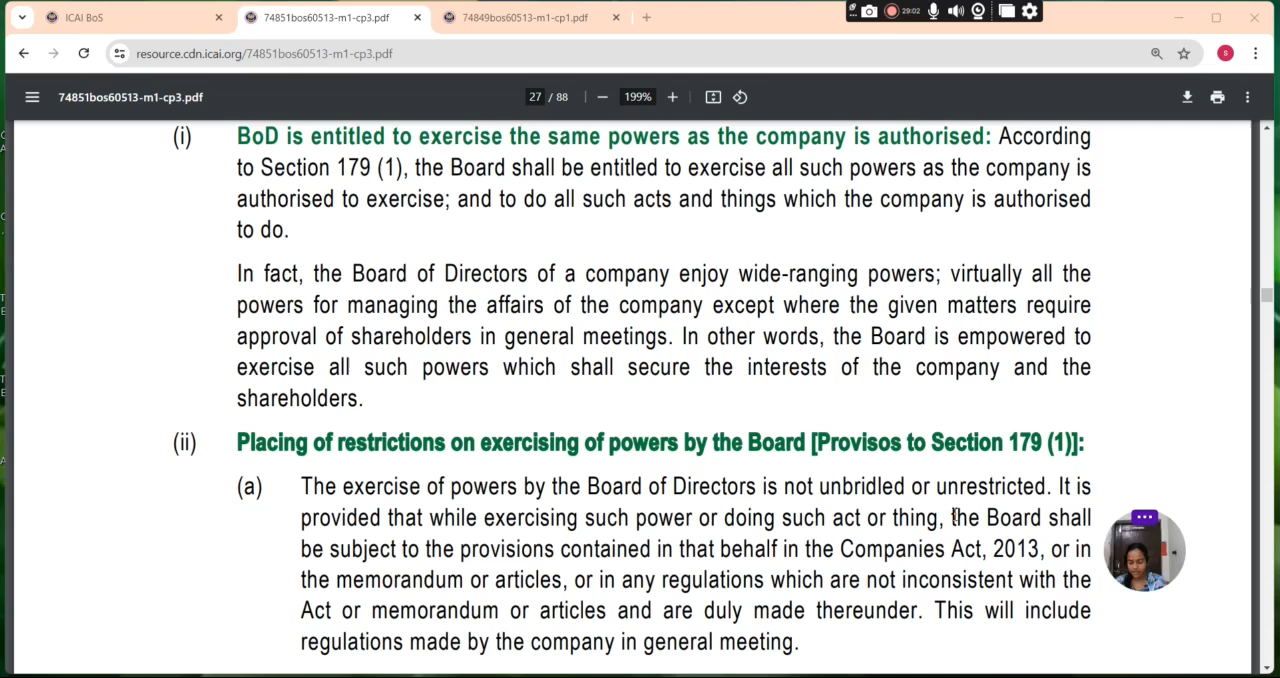 ICAI BoS
74851bos60513-m1-cp3.pdf
74849bos60513-m1-cp1.pdf
29:02
resource.cdn.icai.org/74851bos60513-m1-cp3.pdf
S
74851bos60513-m1-cp3.pdf
27 / 88
199%
(i) BoD is entitled to exercise the same powers as the company is authorised: According
to Section 179 (1), the Board shall be entitled to exercise all such powers as the company is
authorised to exercise; and to do all such acts and things which the company is authorised
to do.
In fact, the Board of Directors of a company enjoy wide-ranging powers; virtually all the
powers for managing the affairs of the company except where the given matters require
approval of shareholders in general meetings. In other words, the Board is empowered to
exercise all such powers which shall secure the interests of the company and the
shareholders.
(ii) Placing of restrictions on exercising of powers by the Board [Provisos to Section 179 (1)]:
(a) The exercise of powers by the Board of Directors is not unbridled or unrestricted. It is
provided that while exercising such power or doing such act or thing, the Board shall
be subject to the provisions contained in that behalf in the Companies Act, 2013, or in
the memorandum or articles, or in any regulations which are not inconsistent with the
Act or memorandum or articles and are duly made thereunder. This will include
regulations made by the company in general meeting.